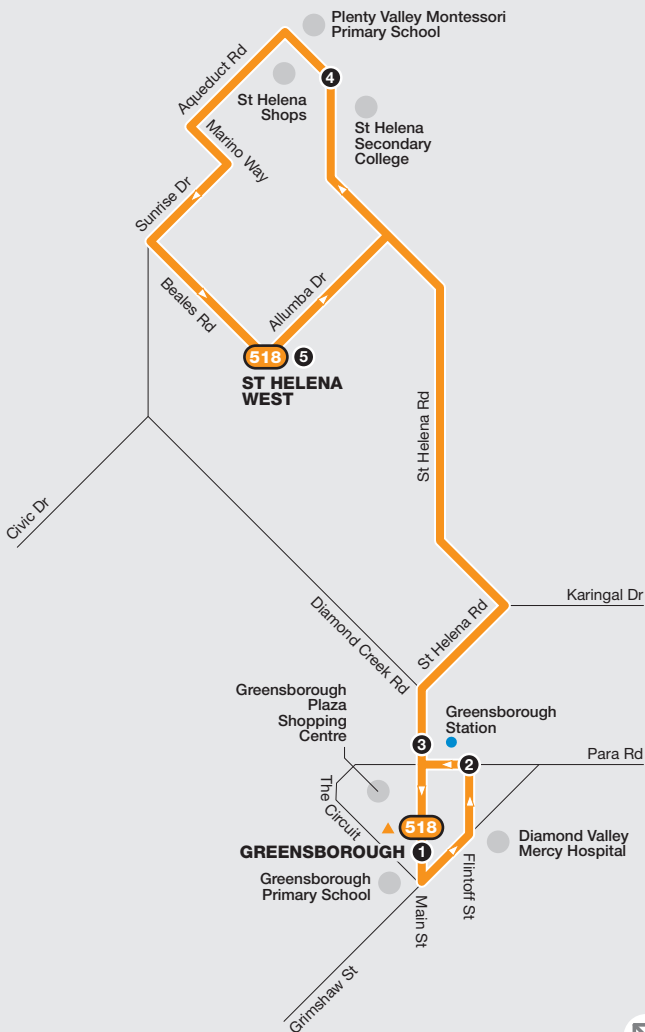 Plenty Valley Montessori
Primary School
Aqueduct Rd
4
St Helena
Shops
St Helena
Secondary
College
Marino Way
Sunrise Dr
Beales Rd
Allumba Dr
518
5
ST HELENA
WEST
St Helena Rd
Civic Dr
Karingal Dr
Diamond Creek Rd
St Helena Rd
Greensborough
Plaza
Shopping
Centre
Greensborough
Station
3
2
Para Rd
The Circuit
518
GREENSBOROUGH
1
Diamond Valley
Mercy Hospital
Greensborough
Primary School
Flintoff St
Main St
Grimshaw St